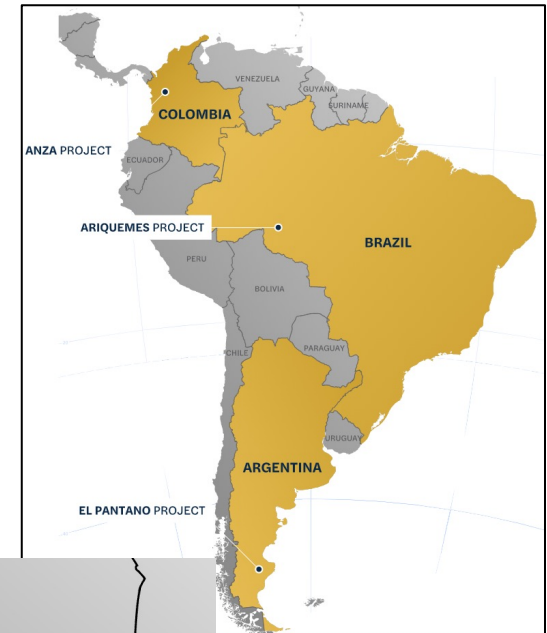 VENEZUELA
GUYANA
SURINAME
COLOMBIA
ANZA PROJECT
ECUADOR
ARIQUEMES PROJECT
BRAZIL
PERU
BOLIVIA
CHILE
PARAGUAY
URUGUAY
ARGENTINA
EL PANTANO PROJECT